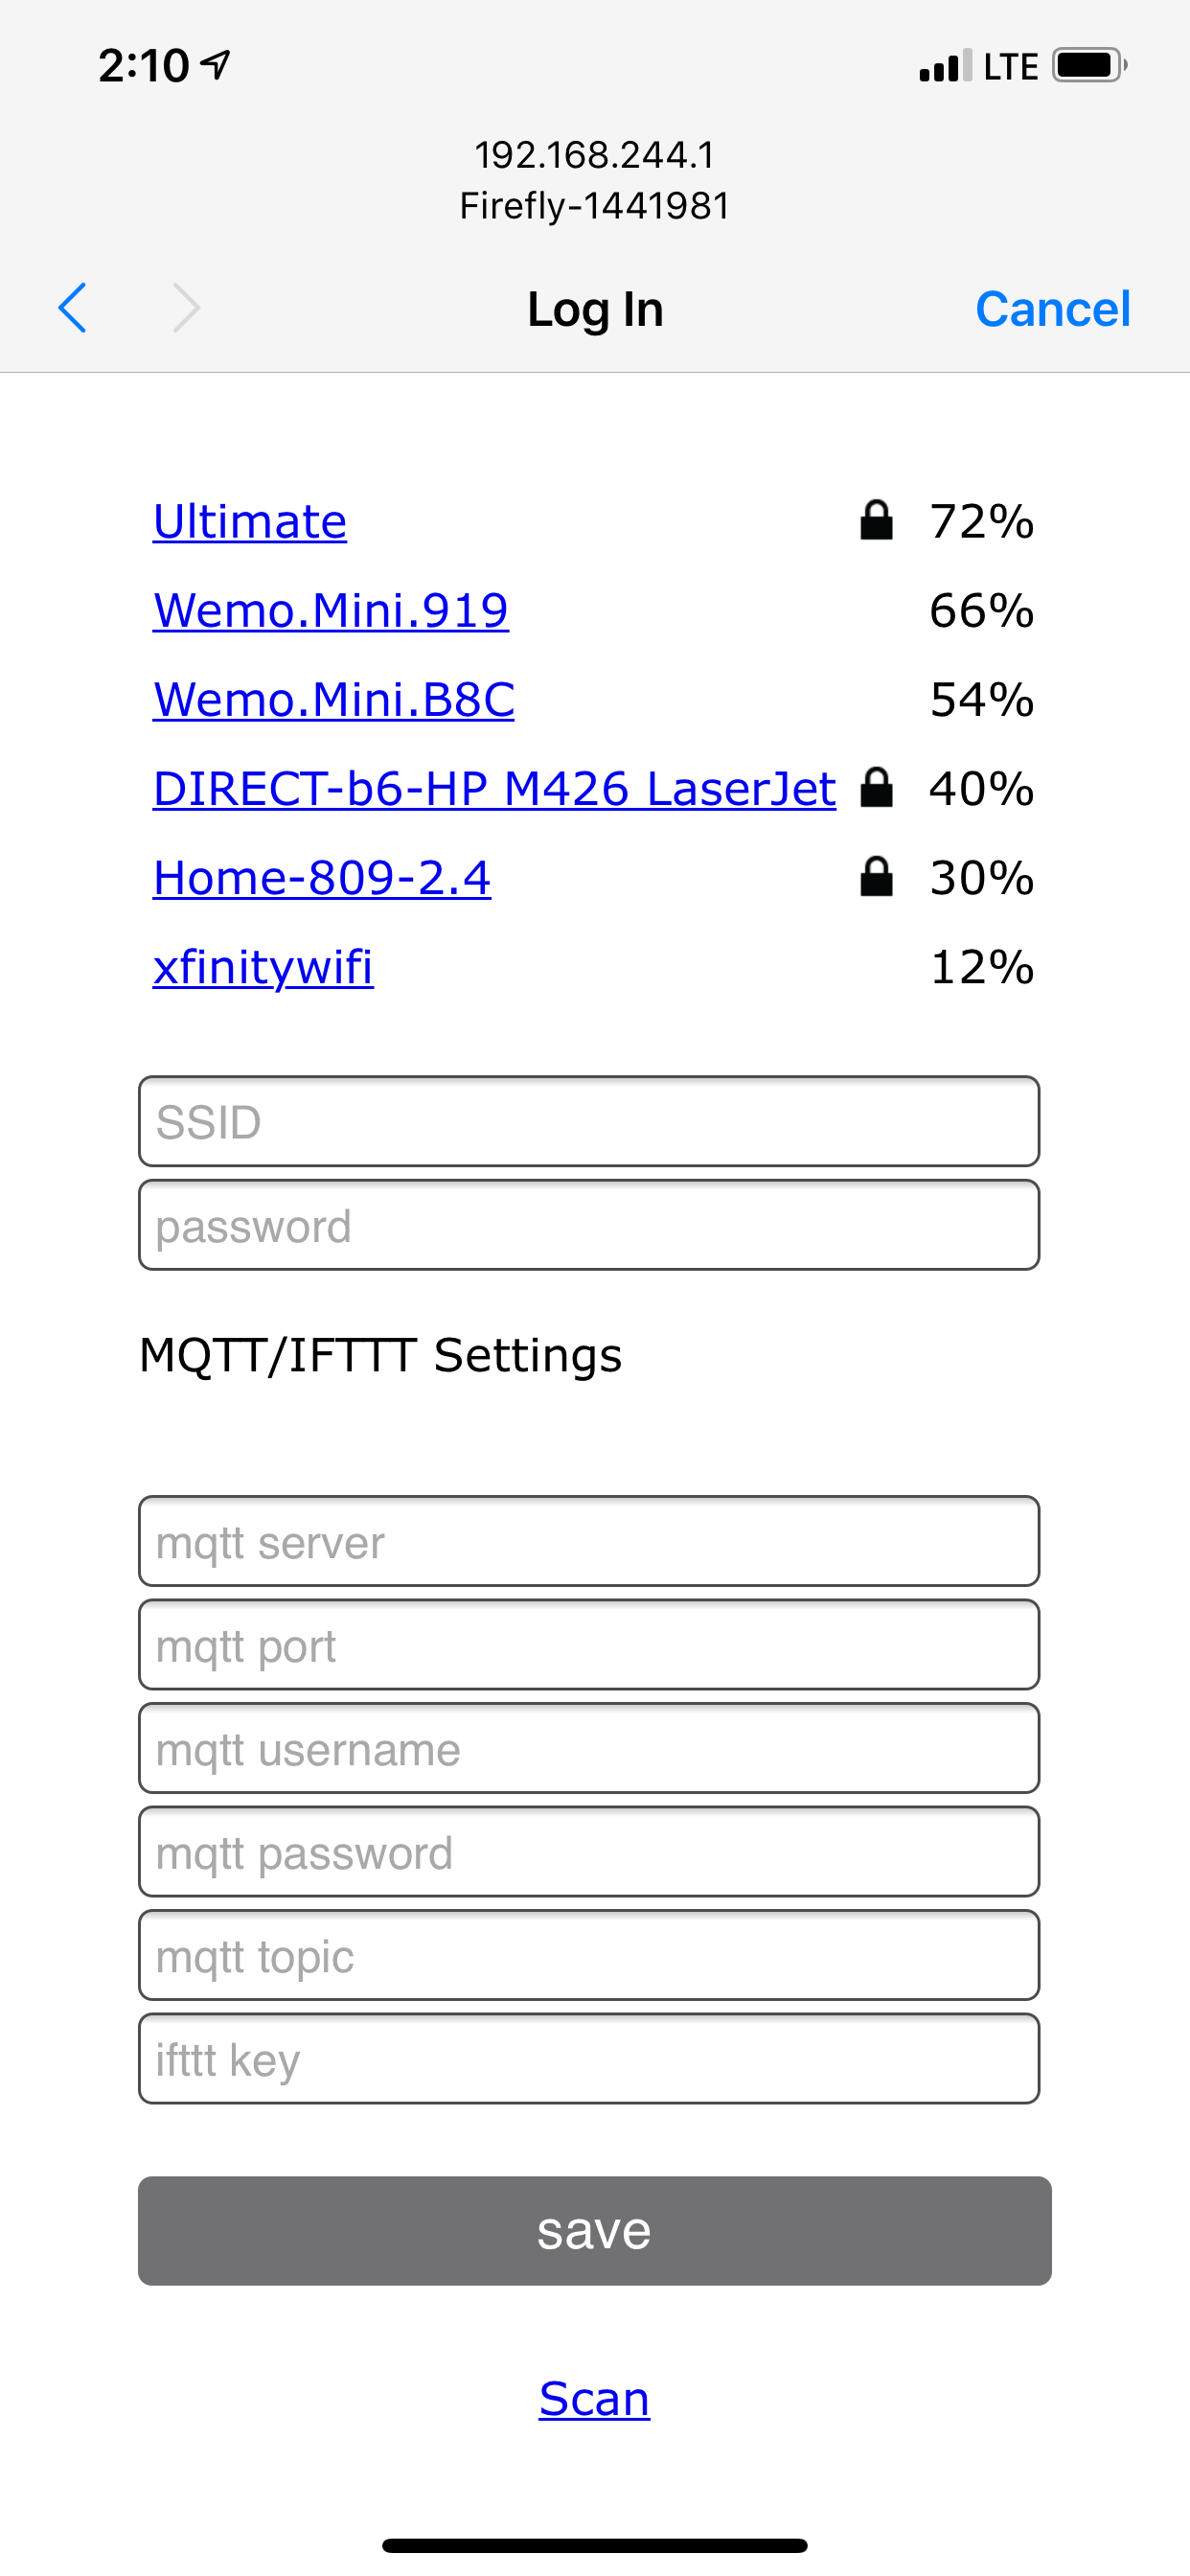 2:10 LTE
192.168.244.1
Firefly-1441981
Log In Cancel
Ultimate 72%
Wemo.Mini.919 66%
Wemo.Mini.B8C 54%
DIRECT-b6-HP M426 LaserJet 40%
Home-809-2.4 30%
xfinitywifi 12%
SSID
password
MQTT/IFTTT Settings
mqtt server
mqtt port
mqtt username
mqtt password
mqtt topic
ifttt key
save
Scan